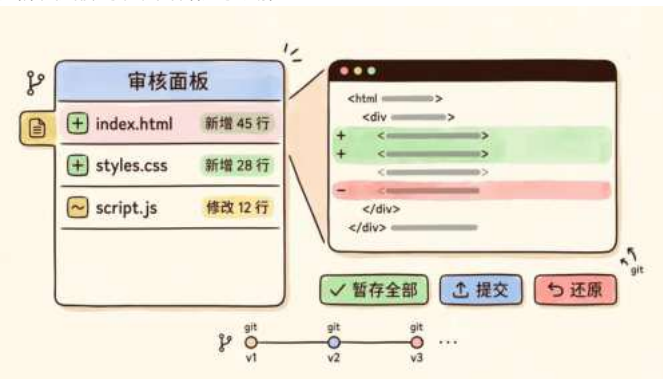 审核面板
index.html 新增 45 行
styles.css 新增 28 行
script.js 修改 12 行
<html >
<div >
+ < >
+ < >
< >
- <
</div>
</div>
git
暂存全部 提交 还原
git git git
v1 v2 v3 ...